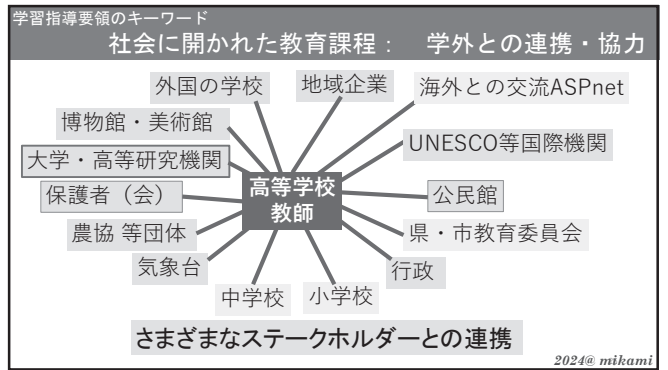 学習指導要領のキーワード
社会に開かれた教育課程： 学外との連携・協力
外国の学校
地域企業
海外との交流ASPnet
博物館・美術館
UNESCO等国際機関
大学・高等研究機関
保護者（会）
高等学校
教師
公民館
農協 等団体
県・市教育委員会
気象台
行政
中学校
小学校
さまざまなステークホルダーとの連携
2024@ mikami